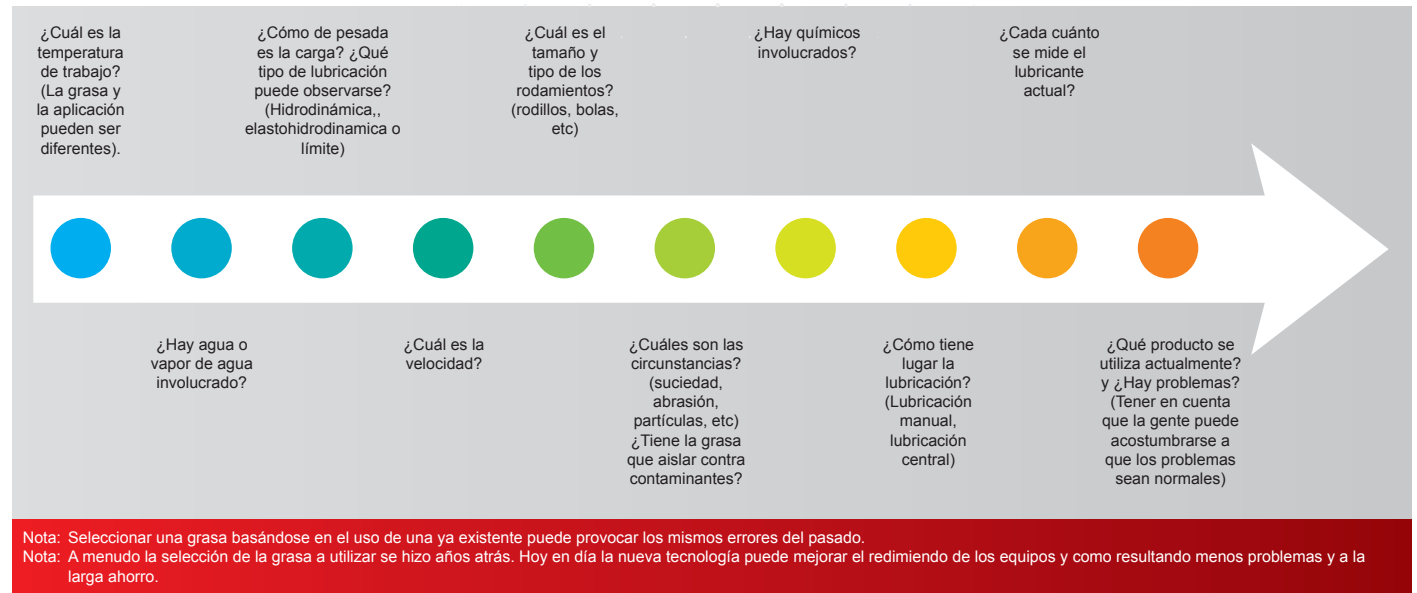 ¿Cuál es la
temperatura
de trabajo?
(La grasa y
la aplicación
pueden ser
diferentes).
¿Hay agua o
vapor de agua
involucrado?
¿Cómo de pesada
es la carga? ¿Qué
tipo de lubricación
puede observarse?
(Hidrodinámica,,
elastohidrodinamica o
límite)
¿Cuál es la
velocidad?
¿Cuál es el
tamaño y
tipo de los
rodamientos?
(rodillos, bolas,
etc)
¿Cuáles son las
circunstancias?
(suciedad,
abrasión,
partículas, etc)
¿Tiene la grasa
que aislar contra
contaminantes?
¿Hay químicos
involucrados?
¿Cómo tiene
lugar la
lubricación?
(Lubricación
manual,
lubricación
central)
¿Cada cuánto
se mide el
lubricante
actual?
¿Qué producto se
utiliza actualmente?
y ¿Hay problemas?
(Tener en cuenta
que la gente puede
acostumbrarse a
que los problemas
sean normales)
Nota: Seleccionar una grasa basándose en el uso de una ya existente puede provocar los mismos errores del pasado.
Nota: A menudo la selección de la grasa a utilizar se hizo años atrás. Hoy en día la nueva tecnología puede mejorar el redimiendo de los equipos y como resultando menos problemas y a la
larga ahorro.